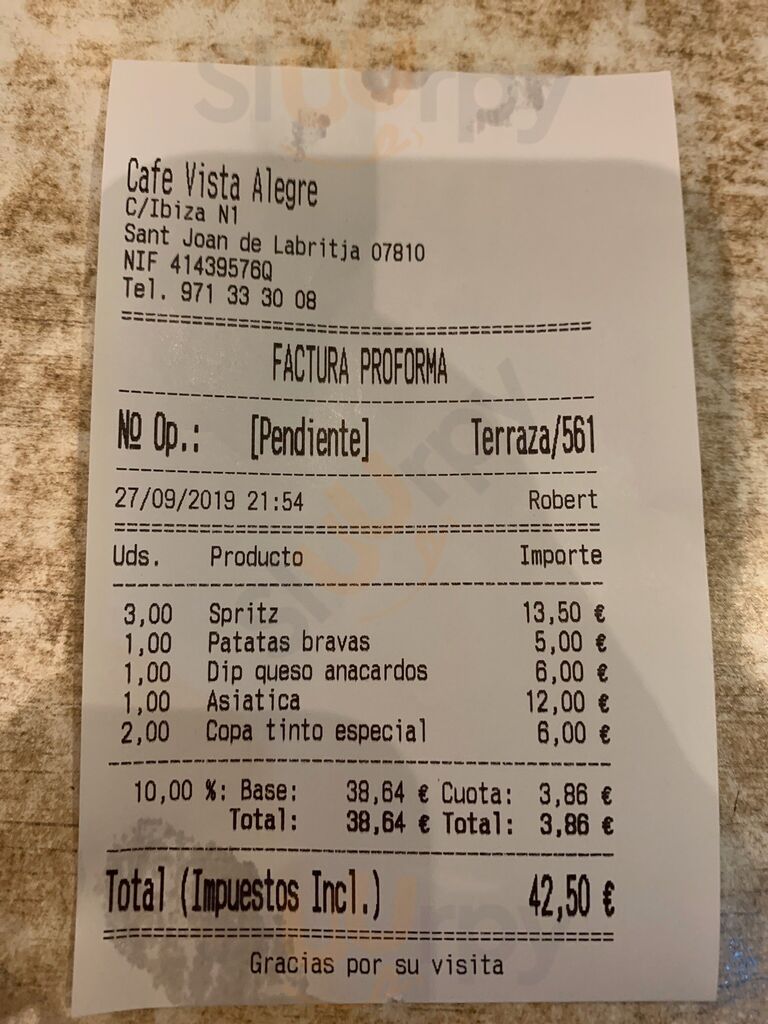 Sluurpy
Cafe Vista Alegre
C/Ibiza N1
Sant Joan de Labritja 07810
NIF 41439576Q
Tel. 971 33 30 08
FACTURA PROFORMA
Nº Op.: [Pendiente] Terraza/561
27/09/2019 21:54 Robert
Uds. Producto Importe
3,00 Spritz 13,50 €
1,00 Patatas bravas 5,00 €
1,00 Dip queso anacardos 6,00 €
1,00 Asiatica 12,00 €
2,00 Copa tinto especial 6,00 €
10,00 %: Base: 38,64 € Cuota: 3,86 €
Total: 38,64 € Total: 3,86 €
Total (Impuestos Incl.) 42,50 €
Gracias por su visita